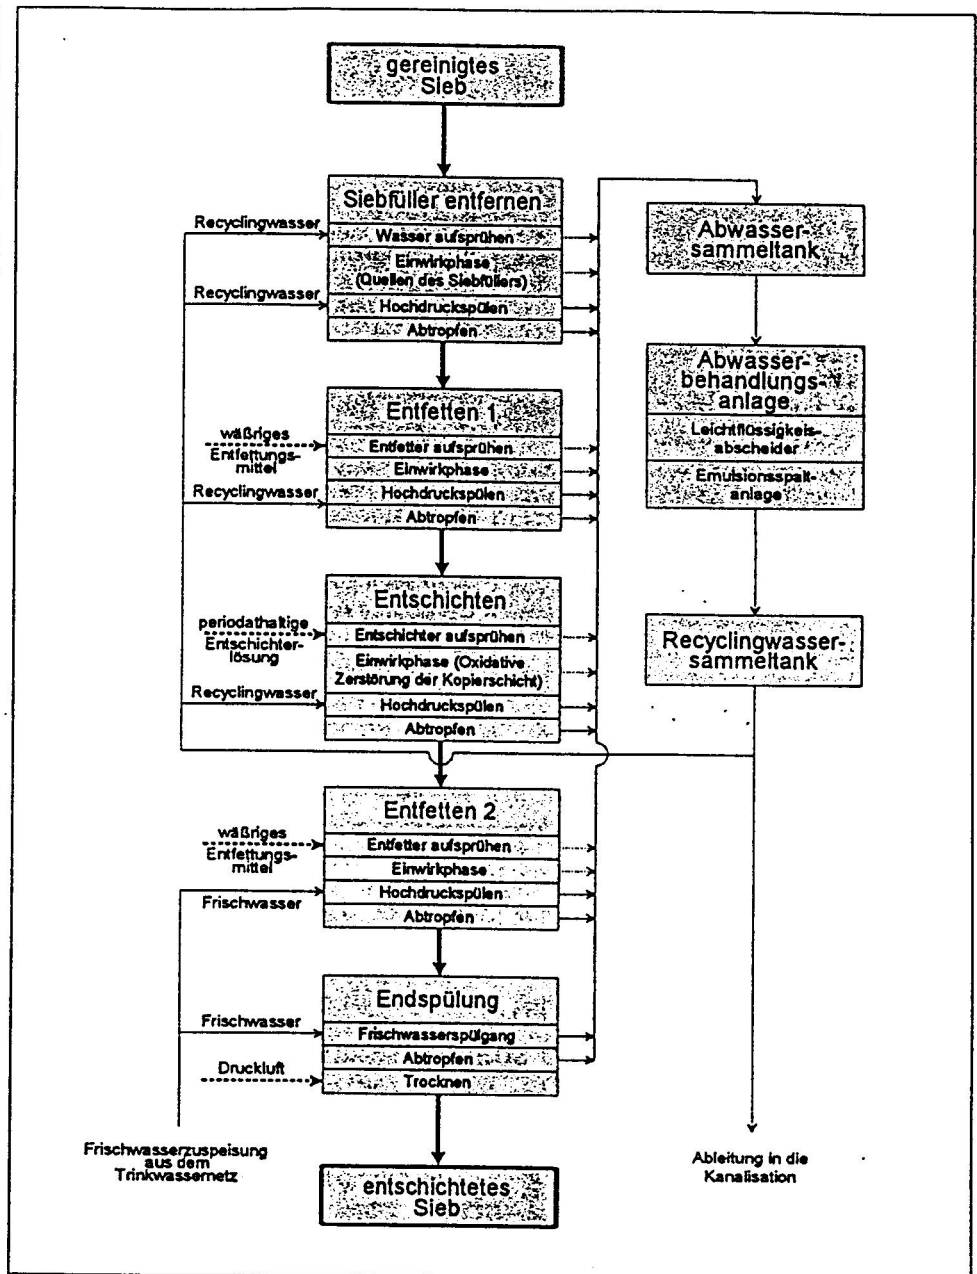 gereinigtes
Sieb
Siebfüller entfernen
Recyclingwasser
Wasser aufsprühen
Einwirkphase
(Quellen des Siebfüllers)
Recyclingwasser
Hochdruckspülen
Abtropfen
Entfetten 1
wäßriges
Entfettungs-
mittel
Entfetter aufsprühen
Einwirkphase
Recyclingwasser
Hochdruckspülen
Abtropfen
Entschichten
periodathaltige
Entschichter-
lösung
Entschichter aufsprühen
Einwirkphase (Oxidative
Zerstörung der Kopierschicht)
Recyclingwasser
Hochdruckspülen
Abtropfen
Entfetten 2
wäßriges
Entfettungs-
mittel
Entfetter aufsprühen
Einwirkphase
Hochdruckspülen
Frischwasser
Abtropfen
Endspülung
Frischwasser
Frischwasserspülgang
Abtropfen
Druckluft
Trocknen
Frischwasserzuspeisung
aus dem
Trinkwassernetz
entschichtetes
Sieb
Abwasser-
sammeltank
Abwasser-
behandlungs-
anlage
Leichtflüssigkeis-
abscheider
Emulsionsspalt-
anlage
Recyclingwasser-
sammeltank
Ableitung in die
Kanalisation